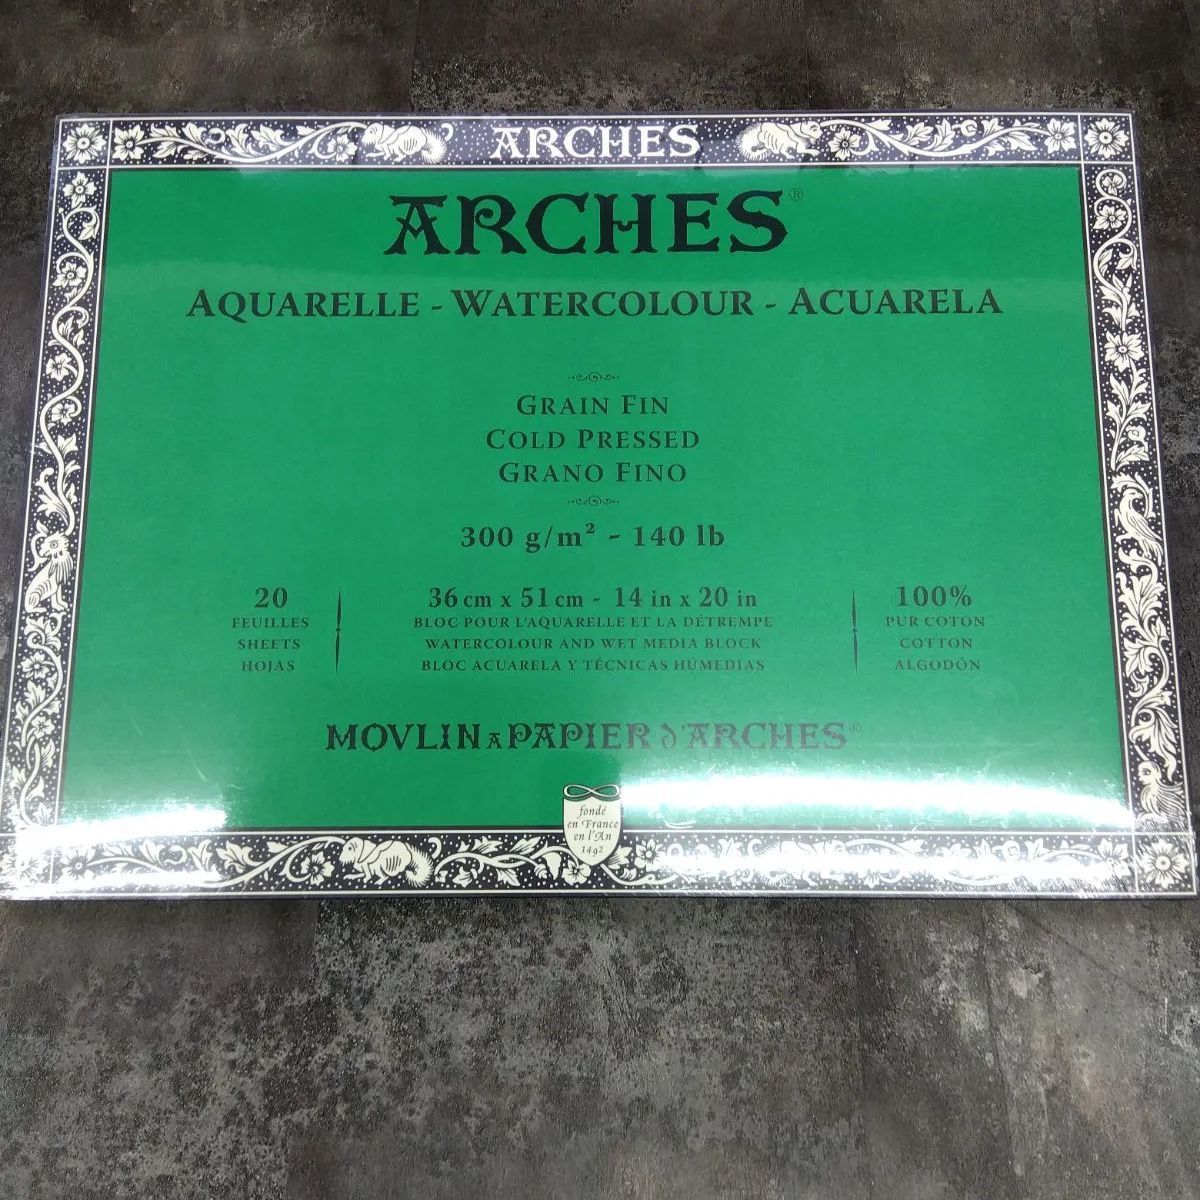 ARCHES
ARCHES®
AQUARELLE - WATERCOLOUR - ACUARELA
GRAIN FIN
COLD PRESSED
GRANO FINO
300 g/m² - 140 lb
20
FEUILLES
SHEETS
HOJAS
36 cm x 51 cm - 14 in x 20 in
BLOC POUR L'AQUARELLE ET LA DÉTREMPE
WATERCOLOUR AND WET MEDIA BLOCK
BLOC ACUARELA Y TÉCNICAS HÚMEDIAS
100%
PUR COTON
COTTON
ALGODÓN
MOVLIN A PAPIER d'ARCHES®
fondé
en France
en l'An
1492